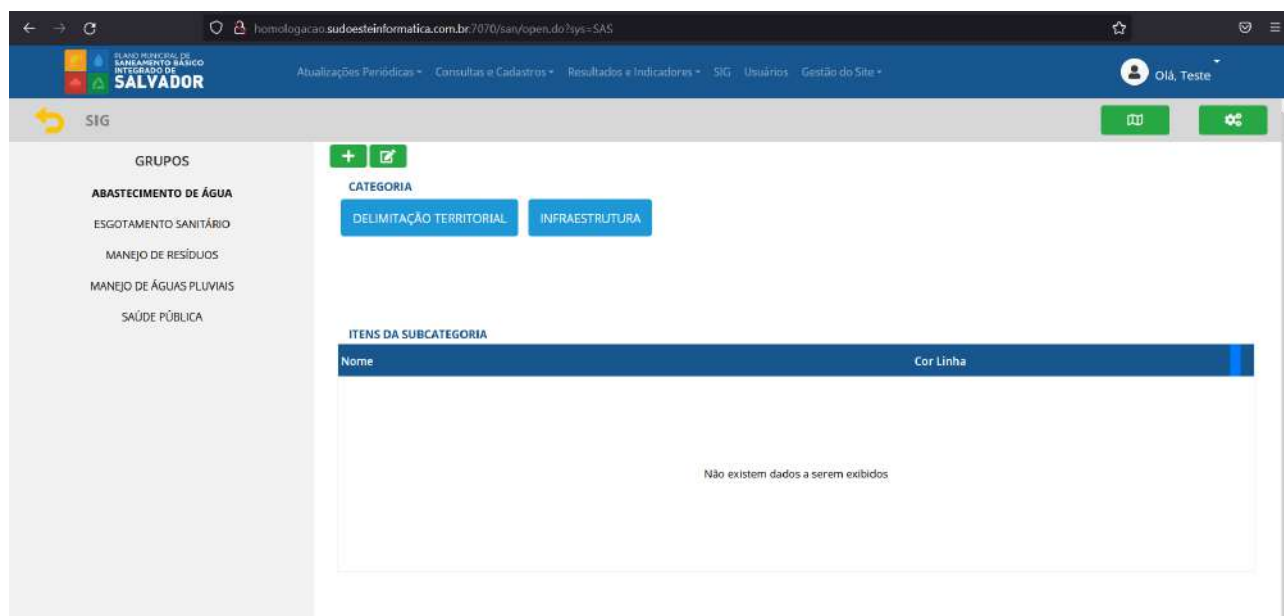 homologacao.sudoesteinformatica.com.br:7070/san/open.do?sys=SAS
PLANO MUNICIPAL DE
SANEAMENTO BÁSICO
INTEGRADO DE
SALVADOR
Atualizações Periódicas Consultas e Cadastros Resultados e Indicadores SIG Usuários Gestão do Site
Olá, Teste
SIG
GRUPOS
ABASTECIMENTO DE ÁGUA
ESGOTAMENTO SANITÁRIO
MANEJO DE RESÍDUOS
MANEJO DE ÁGUAS PLUVIAIS
SAÚDE PÚBLICA
CATEGORIA
DELIMITAÇÃO TERRITORIAL INFRAESTRUTURA
ITENS DA SUBCATEGORIA
Nome Cor Linha
Não existem dados a serem exibidos